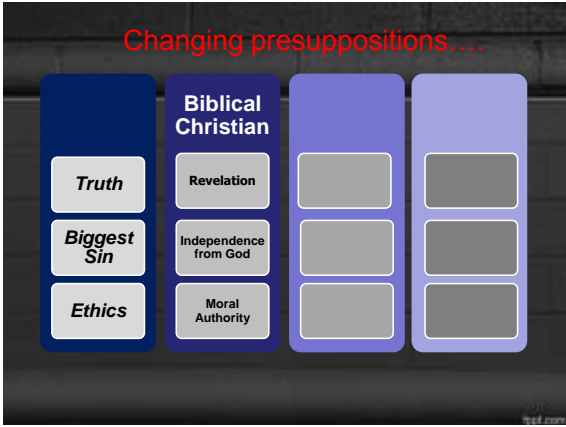 Changing presuppositions….
Biblical
Christian
Truth
Revelation
Biggest
Sin
Independence
from God
Ethics
Moral
Authority